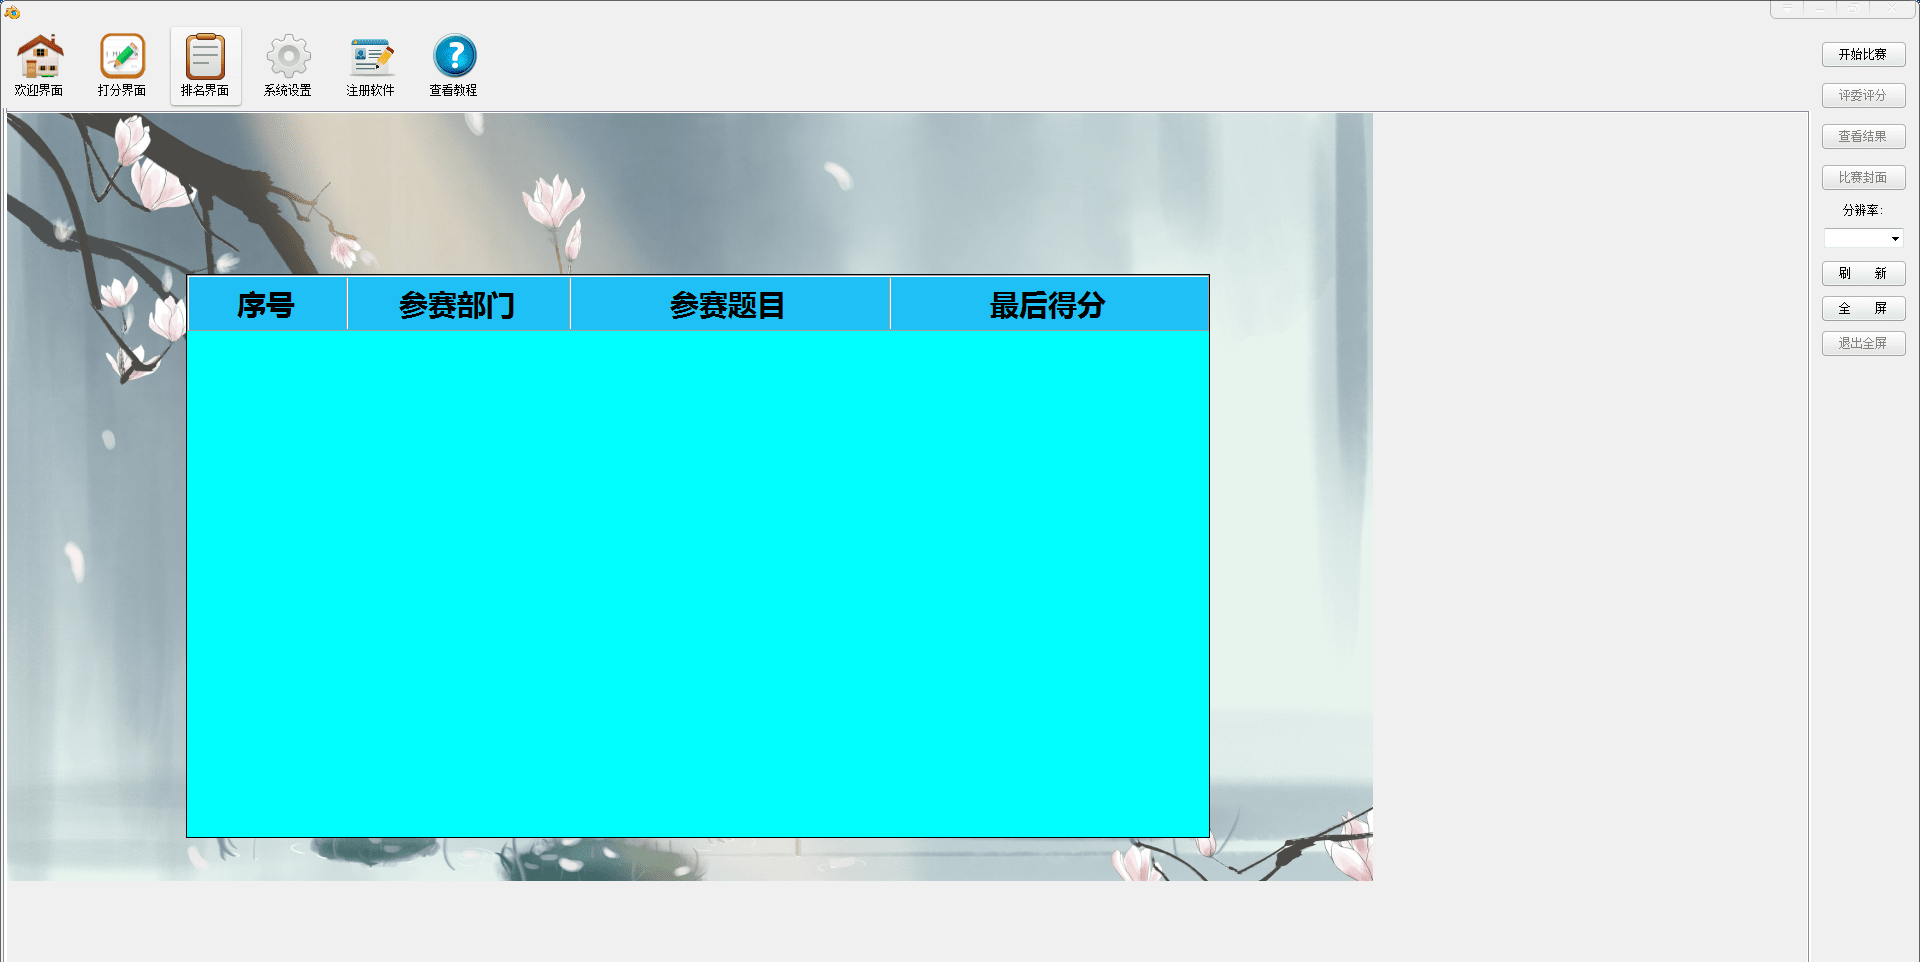 欢迎界面
打分界面
排名界面
系统设置
注册软件
查看教程
开始比赛
评委评分
查看结果
比赛封面
分辨率:
刷 新
全 屏
退出全屏
序号 参赛部门 参赛题目 最后得分